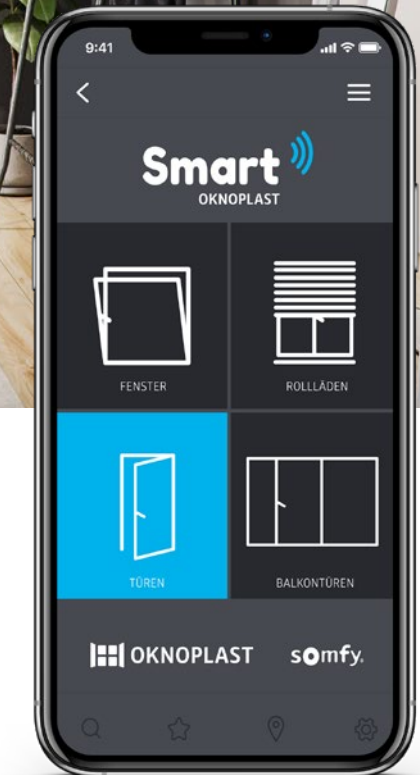 9:41
Smart
OKNOPLAST
FENSTER
ROLLLÄDEN
TÜREN
BALKONTÜREN
OKNOPLAST
somfy.